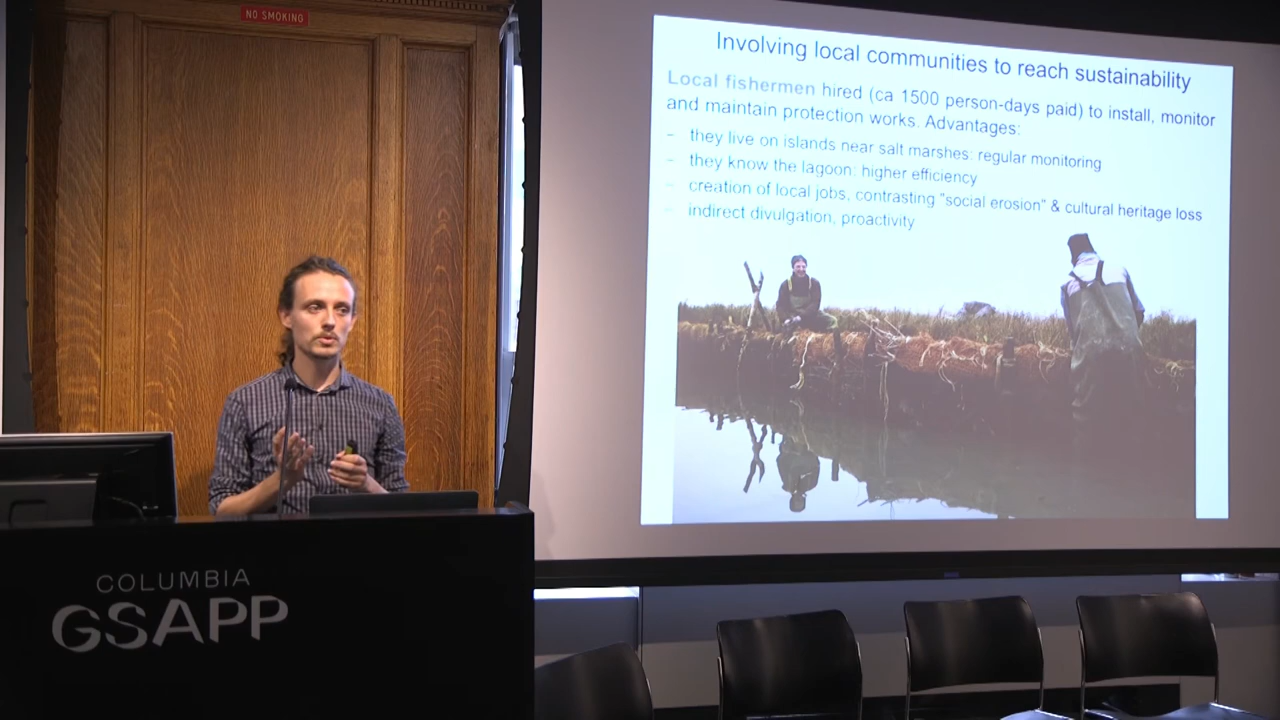 NO SMOKING
Involving local communities to reach sustainability
Local fishermen hired (ca 1500 person-days paid) to install, monitor
and maintain protection works. Advantages:
- they live on islands near salt marshes: regular monitoring
- they know the lagoon: higher efficiency
- creation of local jobs, contrasting "social erosion" & cultural heritage loss
- indirect divulgation, proactivity
COLUMBIA
GSAPP